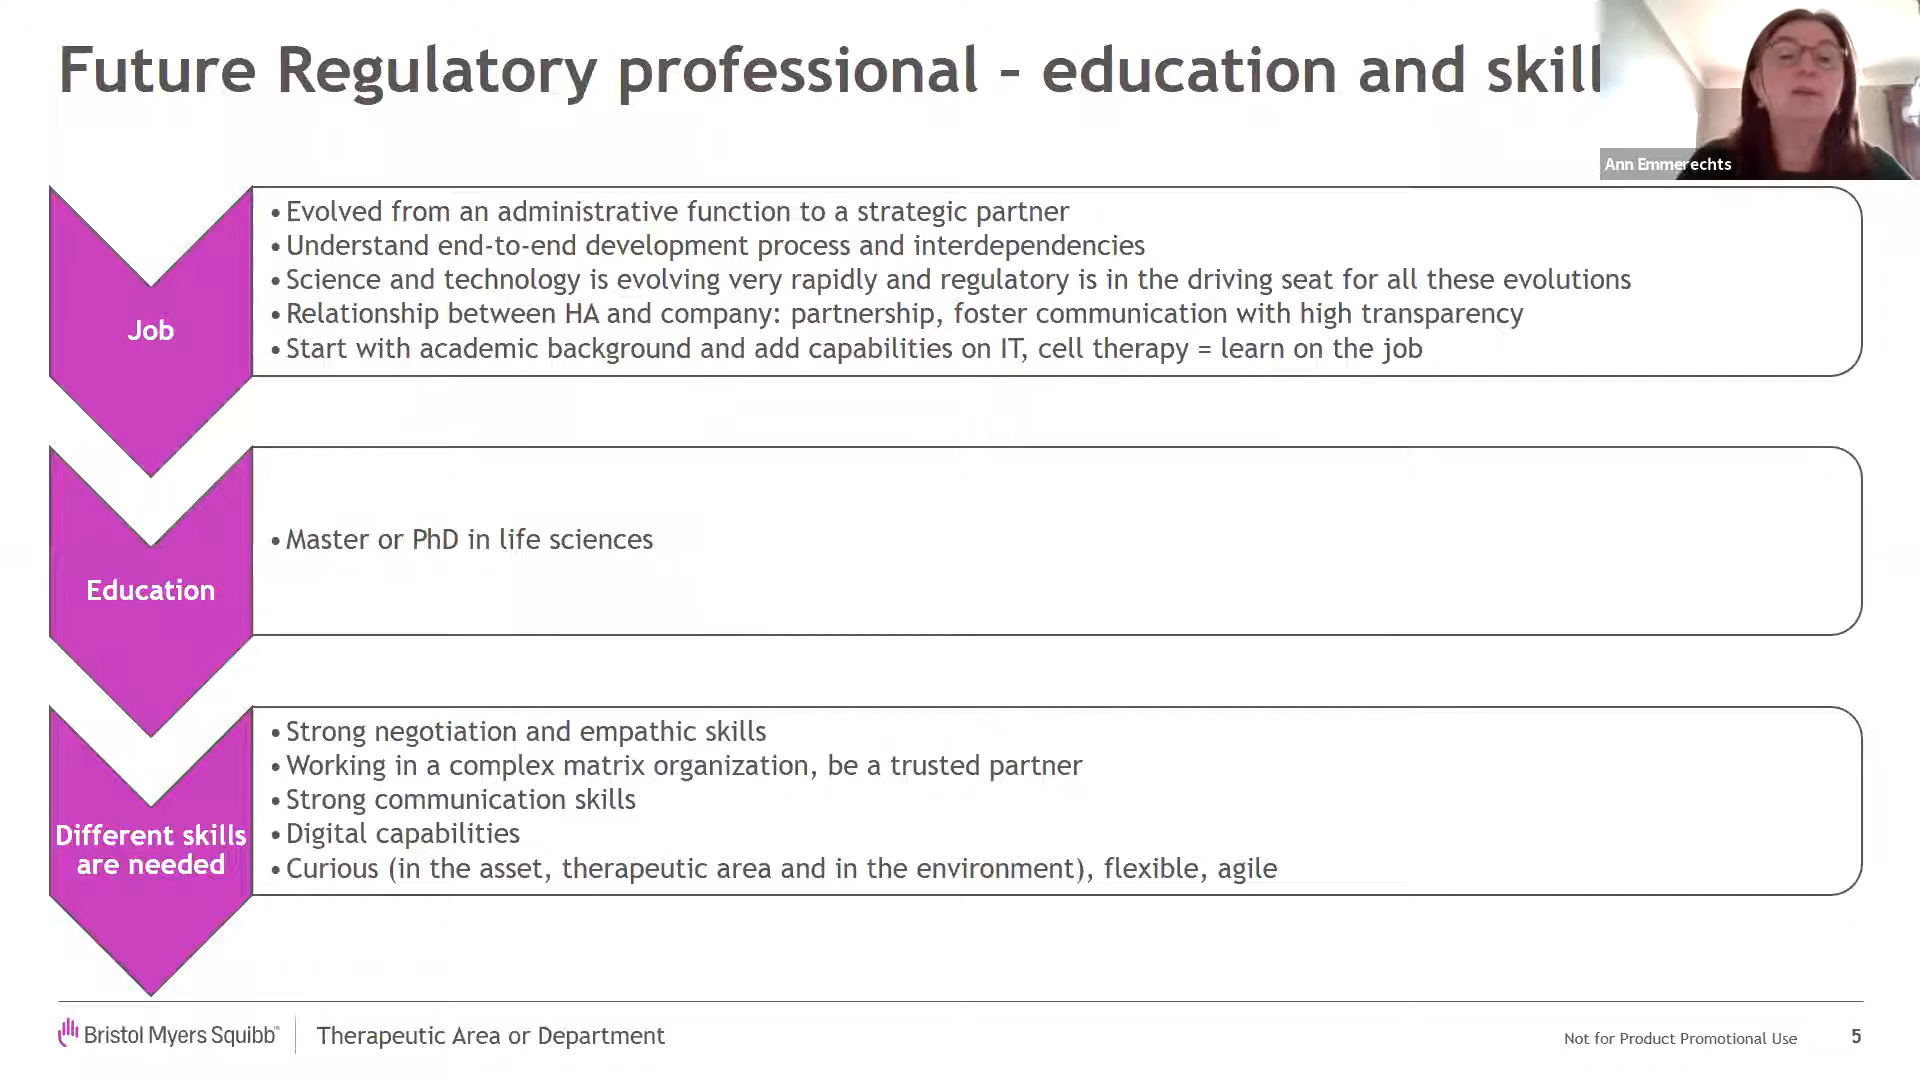 Future Regulatory professional - education and skill
Ann Emmerechts
Job
• Evolved from an administrative function to a strategic partner
• Understand end-to-end development process and interdependencies
• Science and technology is evolving very rapidly and regulatory is in the driving seat for all these evolutions
• Relationship between HA and company: partnership, foster communication with high transparency
• Start with academic background and add capabilities on IT, cell therapy = learn on the job
Education
• Master or PhD in life sciences
Different skills
are needed
• Strong negotiation and empathic skills
• Working in a complex matrix organization, be a trusted partner
• Strong communication skills
• Digital capabilities
• Curious (in the asset, therapeutic area and in the environment), flexible, agile
Bristol Myers Squibb™
Therapeutic Area or Department
Not for Product Promotional Use
5